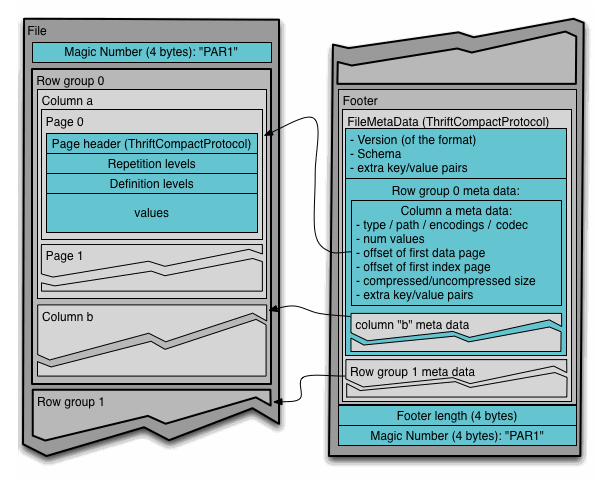 File
Magic Number (4 bytes): "PAR1"
Row group 0
Column a
Page 0
Page header (ThriftCompactProtocol)
Repetition levels
Definition levels
values
Page 1
Column b
Row group 1
Footer
FileMetaData (ThriftCompactProtocol)
- Version (of the format)
- Schema
- extra key/value pairs
Row group 0 meta data:
Column a meta data:
- type / path / encodings / codec
- num values
- offset of first data page
- offset of first index page
- compressed/uncompressed size
- extra key/value pairs
column "b" meta data
Row group 1 meta data
Footer length (4 bytes)
Magic Number (4 bytes): "PAR1"